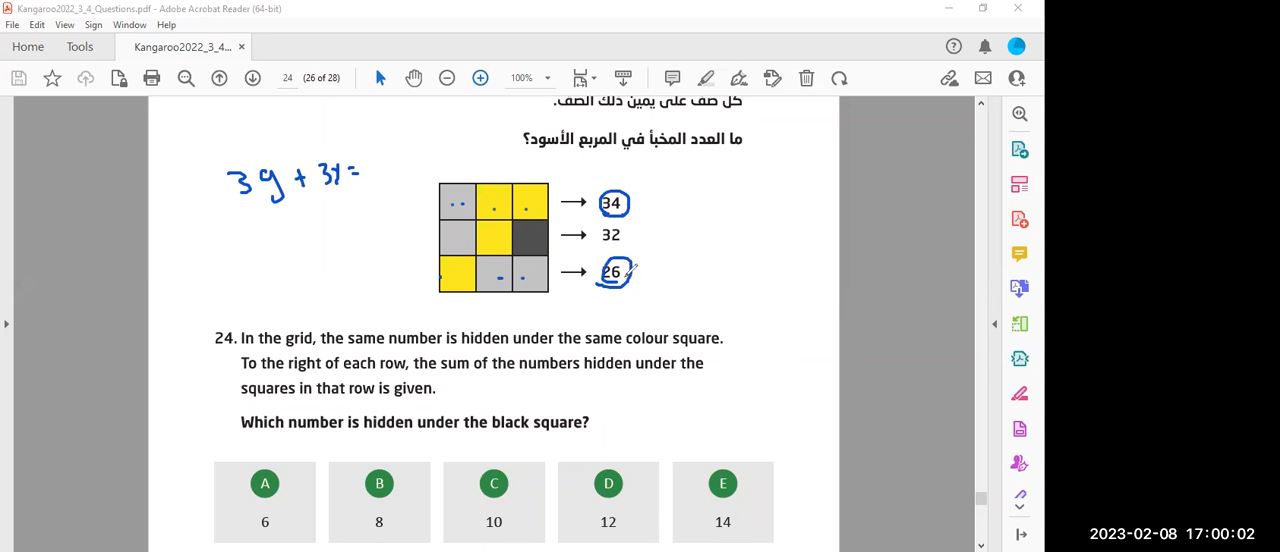 Kangaroo2022_3_4_Questions.pdf - Adobe Acrobat Reader (64-bit)
File Edit View Sign Window Help
Home Tools Kangaroo2022_3_4... ×
24 (26 of 28) 100%
كل صف على يمين ذلك الصف.
ما العدد المخبأ في المربع الأسود؟
3g + 3y =
34
32
26
24. In the grid, the same number is hidden under the same colour square.
To the right of each row, the sum of the numbers hidden under the
squares in that row is given.
Which number is hidden under the black square?
A B C D E
6 8 10 12 14
2023-02-08 17:00:02